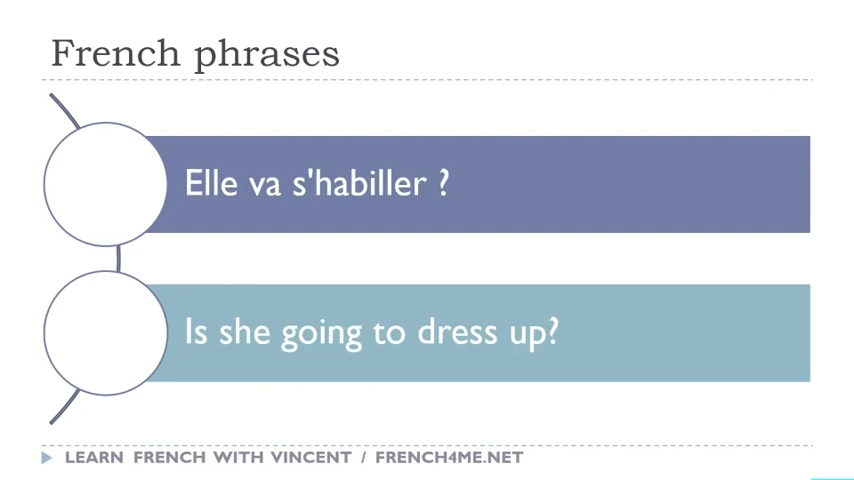 French phrases
Elle va s'habiller ?
Is she going to dress up?
LEARN FRENCH WITH VINCENT / FRENCH4ME.NET